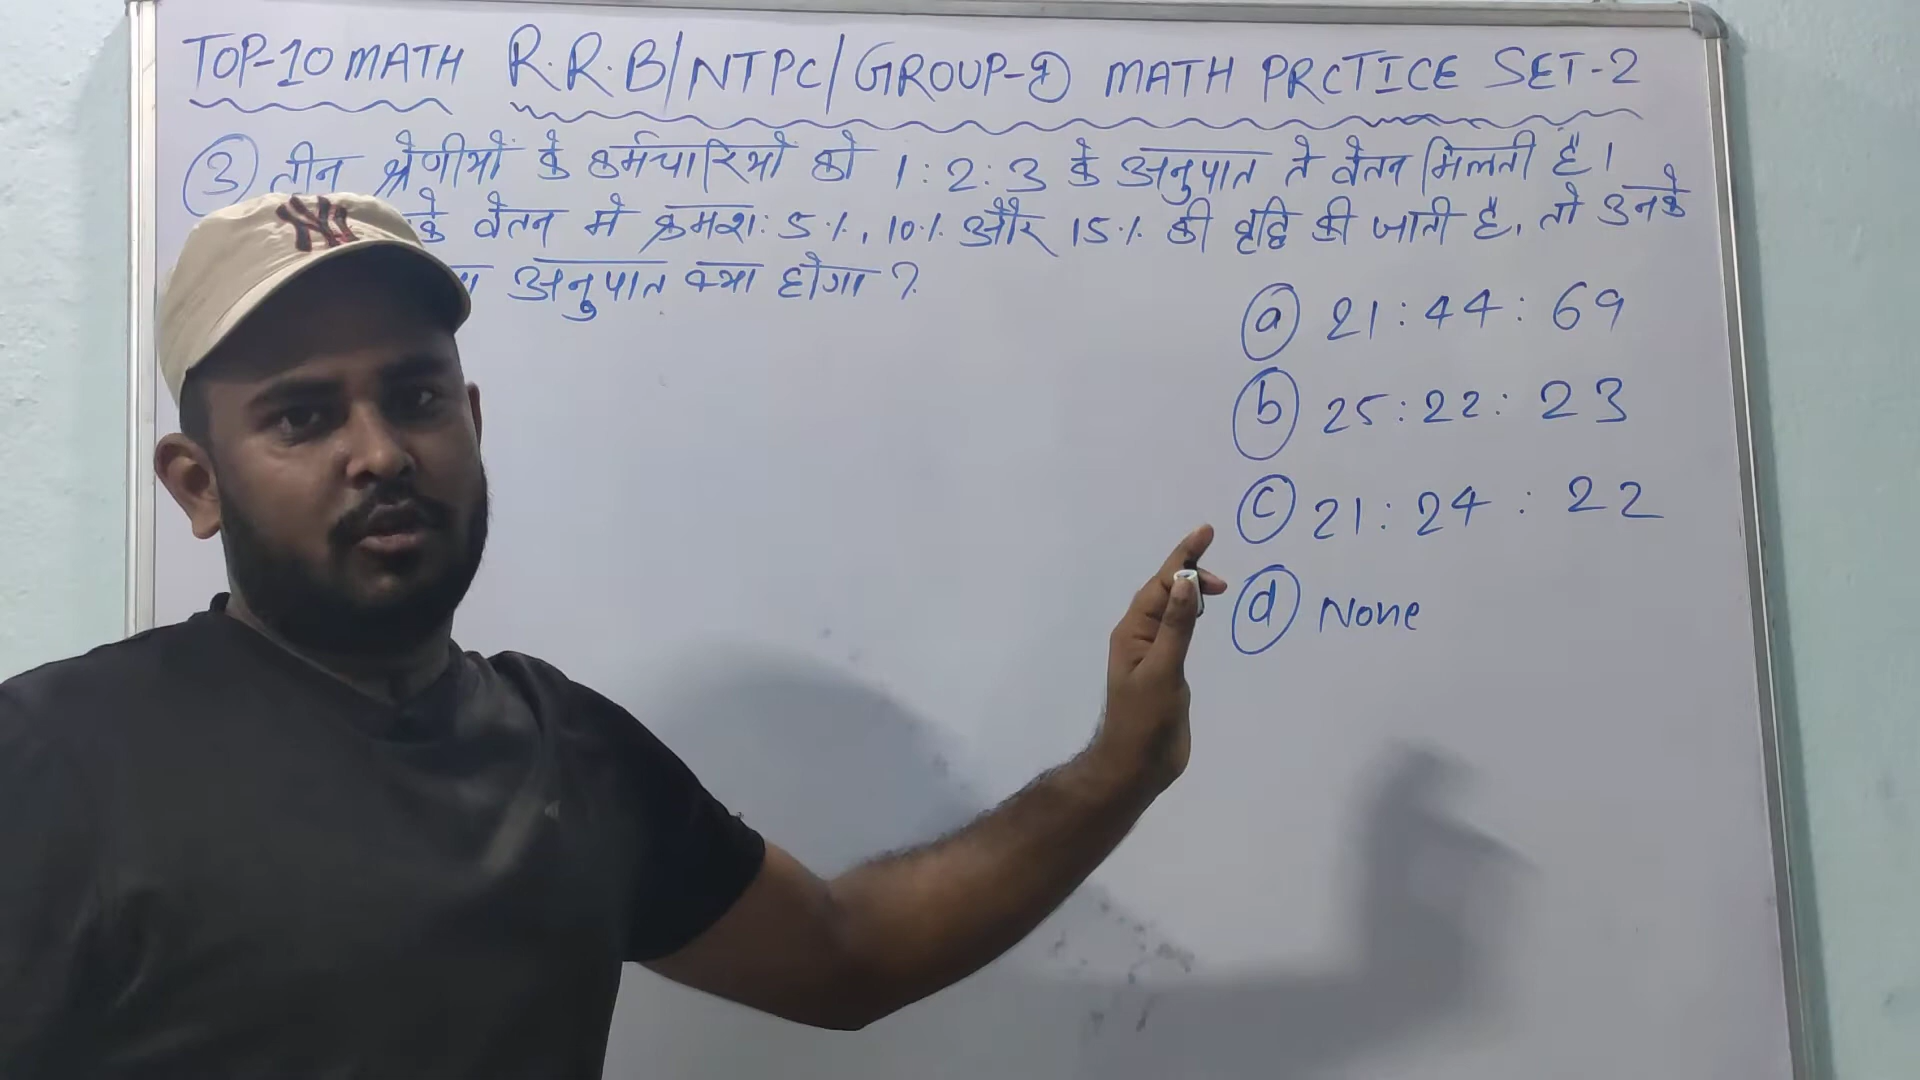 TOP-10 MATH R.R.B/NTPC/GROUP-D MATH PRCTICE SET-2
③ तीन श्रेणीयों के कर्मचारियों को 1:2:3 के अनुपात ते वेतन मिलती है।
के वेतन मे क्रमश: 5%, 10% और 15% की वृद्धि की जाती है, तो उनके
अनुपात क्या होगा ?
ⓐ 21:44:69
ⓑ 25:22:23
ⓒ 21:24:22
ⓓ None
NY